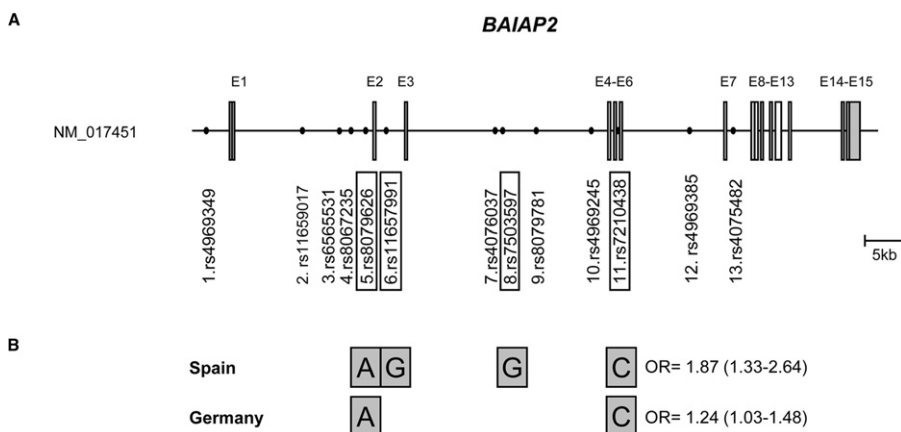 A
BAIAP2
E1 E2 E3 E4-E6 E7 E8-E13 E14-E15
NM_017451
1.rs4969349
2. rs11659017
3.rs6565531
4.rs8067235
5.rs8079626
6.rs11657991
7.rs4076037
8.rs7503597
9.rs8079781
10.rs4969245
11.rs7210438
12. rs4969385
13.rs4075482
5kb
B
Spain A G G C OR= 1.87 (1.33-2.64)
Germany A C OR= 1.24 (1.03-1.48)